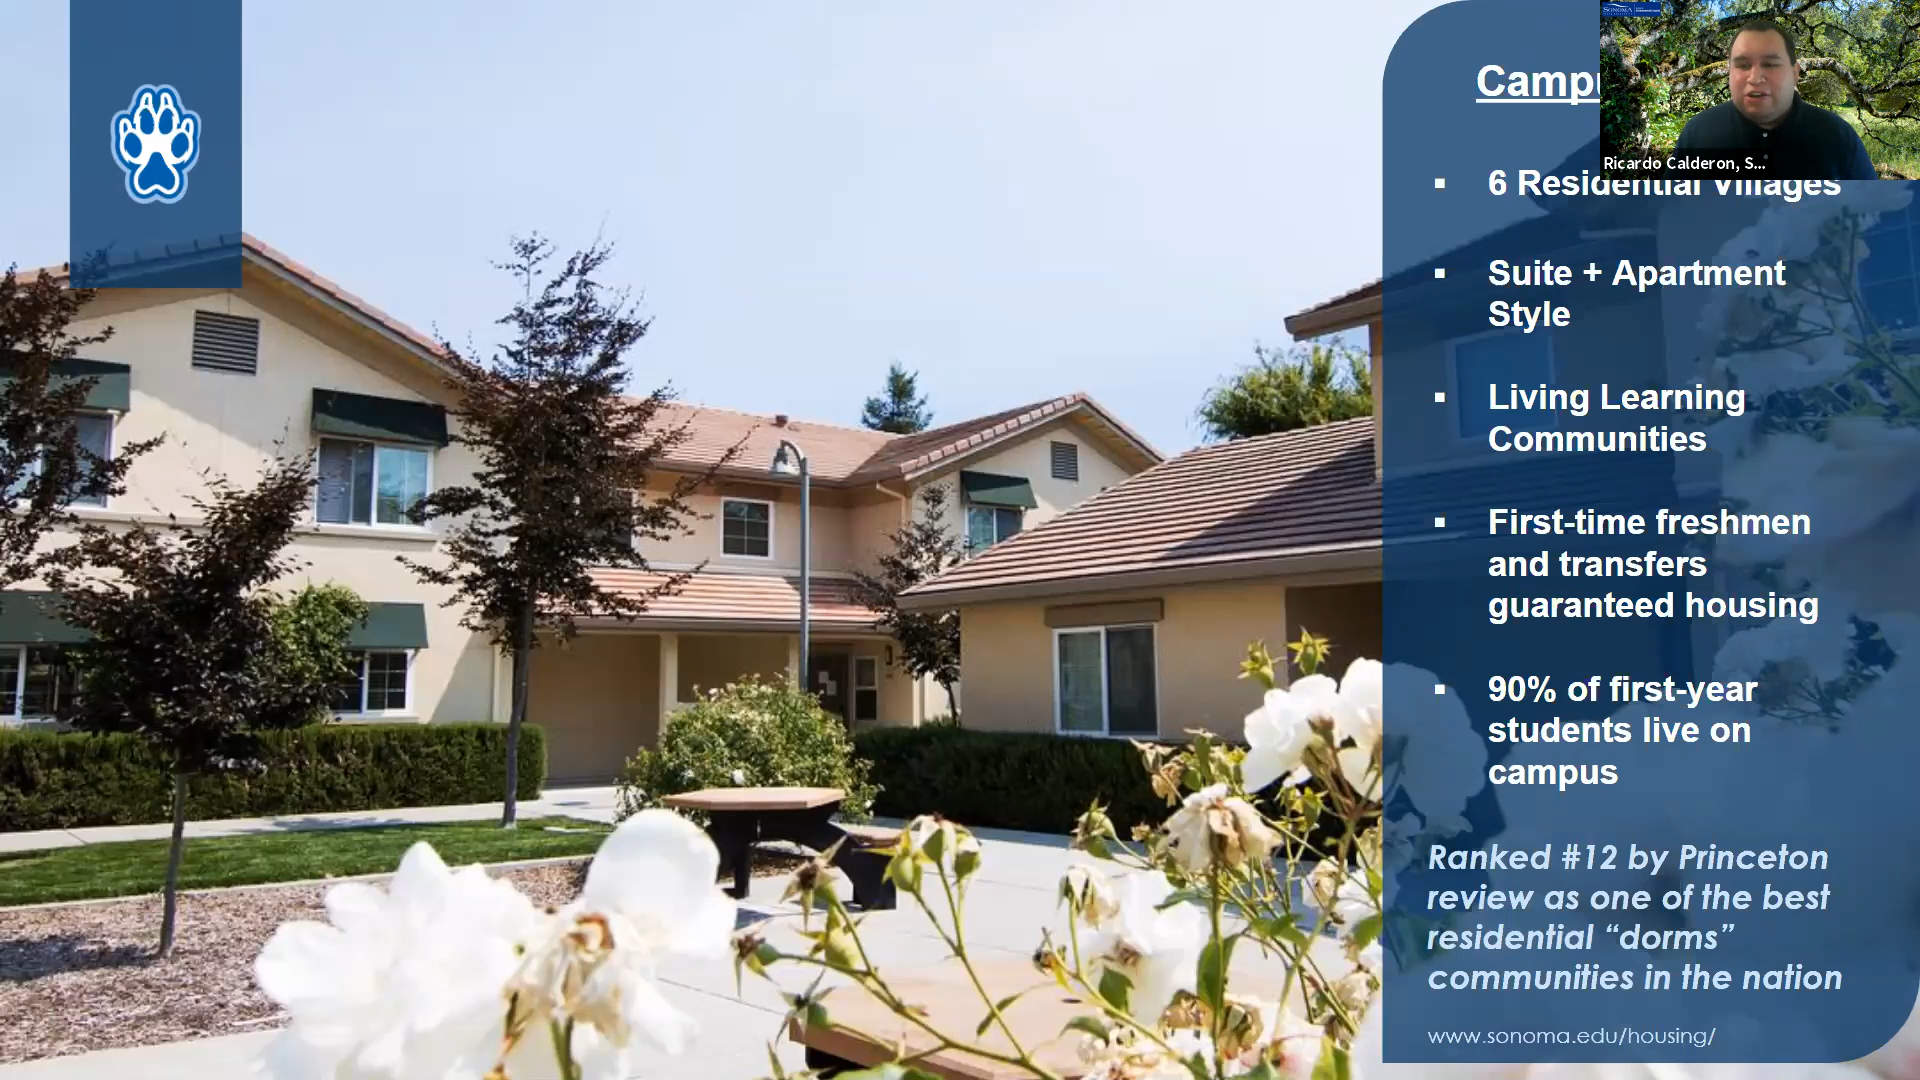 SONOMA
Ricardo Calderon, S...
6 Residential Villages
Suite + Apartment
Style
Living Learning
Communities
First-time freshmen
and transfers
guaranteed housing
90% of first-year
students live on
campus
Ranked #12 by Princeton
review as one of the best
residential “dorms”
communities in the nation
www.sonoma.edu/housing/